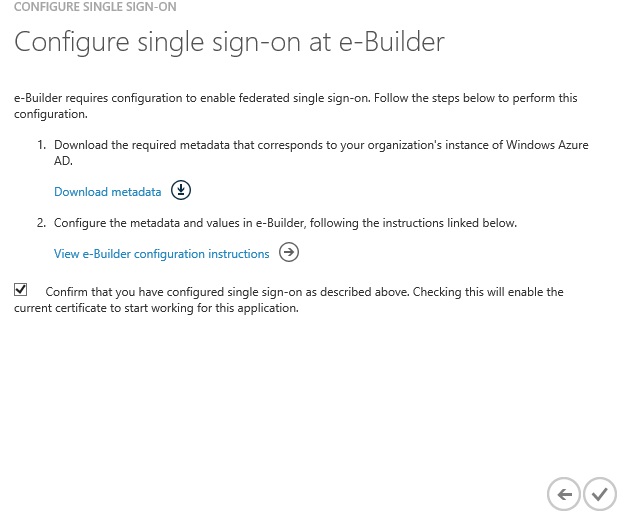 CONFIGURE SINGLE SIGN-ON
Configure single sign-on at e-Builder
e-Builder requires configuration to enable federated single sign-on. Follow the steps below to perform this
configuration.
1. Download the required metadata that corresponds to your organization's instance of Windows Azure
AD.
Download metadata
2. Configure the metadata and values in e-Builder, following the instructions linked below.
View e-Builder configuration instructions
Confirm that you have configured single sign-on as described above. Checking this will enable the
current certificate to start working for this application.